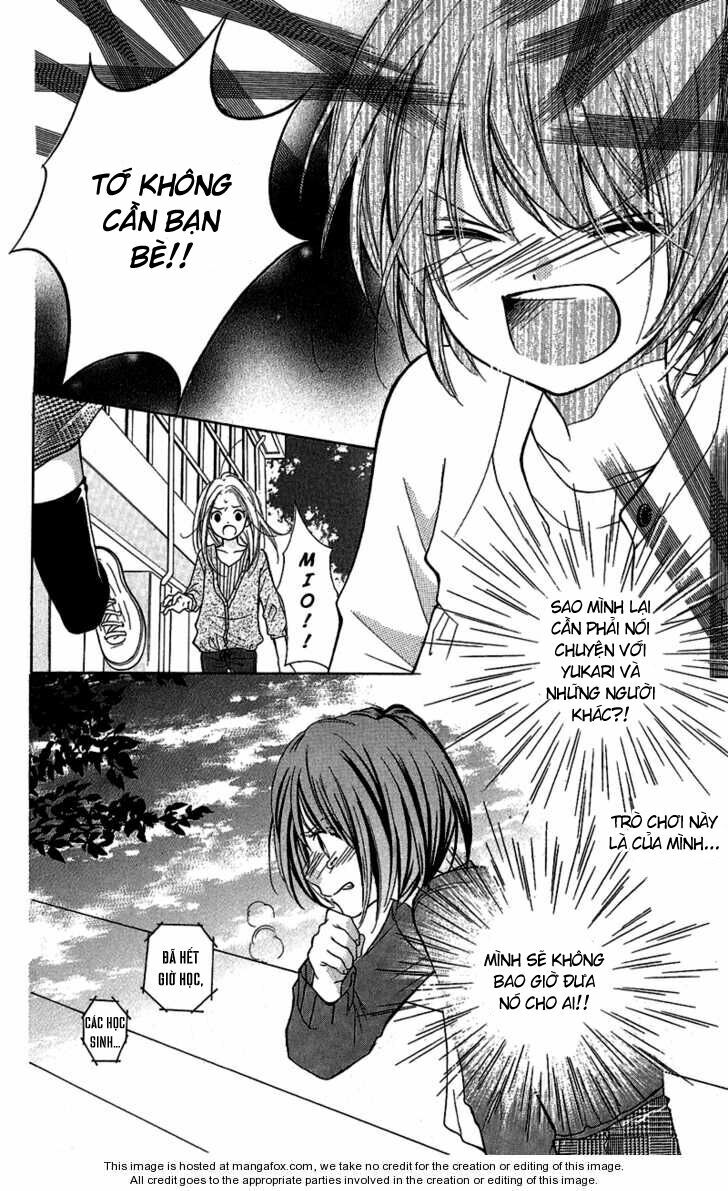 TỚ KHÔNG
CẦN BẠN
BÈ!!
MIO!!
SAO MÌNH LẠI
CẦN PHẢI NÓI
CHUYỆN VỚI
YUKARI VÀ
NHỮNG NGƯỜI
KHÁC?!
TRÒ CHƠI NÀY
LÀ CỦA MÌNH...
MÌNH SẼ KHÔNG
BAO GIỜ ĐƯA
NÓ CHO AI!!
ĐÃ HẾT
GIỜ HỌC,
CÁC HỌC
SINH...
This image is hosted at mangafox.com, we take no credit for the creation or editing of this image.
All credit goes to the appropriate parties involved in the creation or editing of this image.